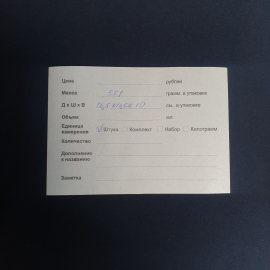 Цена рублей
Масса грамм, в упаковке
Д х Ш х В см., в упаковке
Объем мл
Единица измерения ✓ Штука Комплект Набор Килограмм
Количество
Дополнение к названию
Заметка